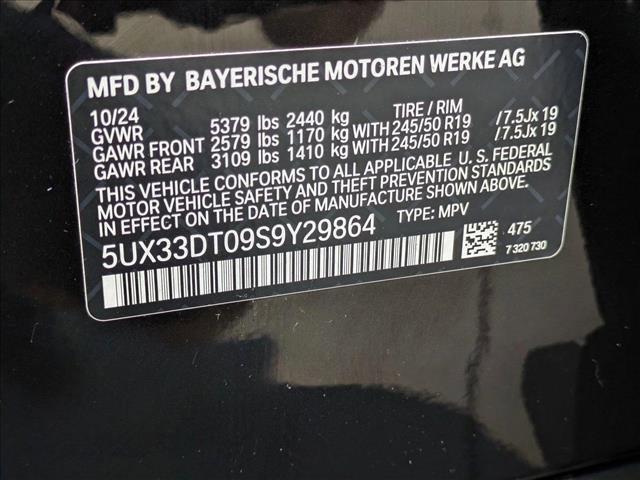 MFD BY BAYERISCHE MOTOREN WERKE AG
10/24 TIRE / RIM
GVWR 5379 lbs 2440 kg
GAWR FRONT 2579 lbs 1170 kg WITH 245/50 R19 / 7.5Jx 19
GAWR REAR 3109 lbs 1410 kg WITH 245/50 R19 / 7.5Jx 19
THIS VEHICLE CONFORMS TO ALL APPLICABLE U. S. FEDERAL
MOTOR VEHICLE SAFETY AND THEFT PREVENTION STANDARDS
IN EFFECT ON THE DATE OF MANUFACTURE SHOWN ABOVE.
5UX33DT09S9Y29864 TYPE: MPV
475
7 320 730